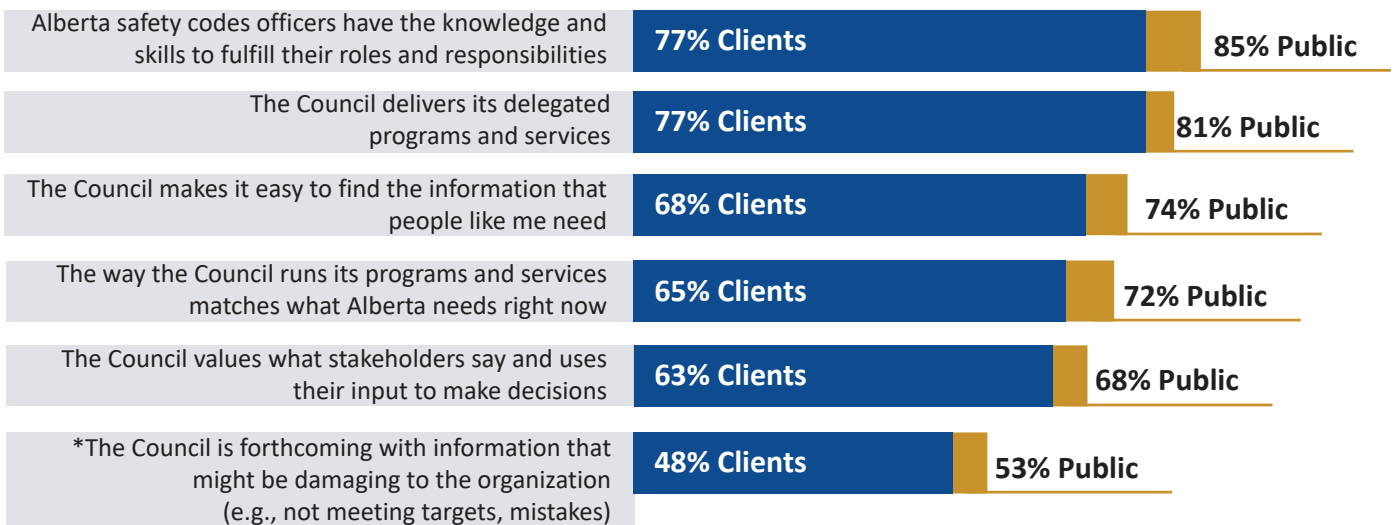 Alberta safety codes officers have the knowledge and
skills to fulfill their roles and responsibilities
77% Clients
85% Public
The Council delivers its delegated
programs and services
77% Clients
81% Public
The Council makes it easy to find the information that
people like me need
68% Clients
74% Public
The way the Council runs its programs and services
matches what Alberta needs right now
65% Clients
72% Public
The Council values what stakeholders say and uses
their input to make decisions
63% Clients
68% Public
*The Council is forthcoming with information that
might be damaging to the organization
(e.g., not meeting targets, mistakes)
48% Clients
53% Public